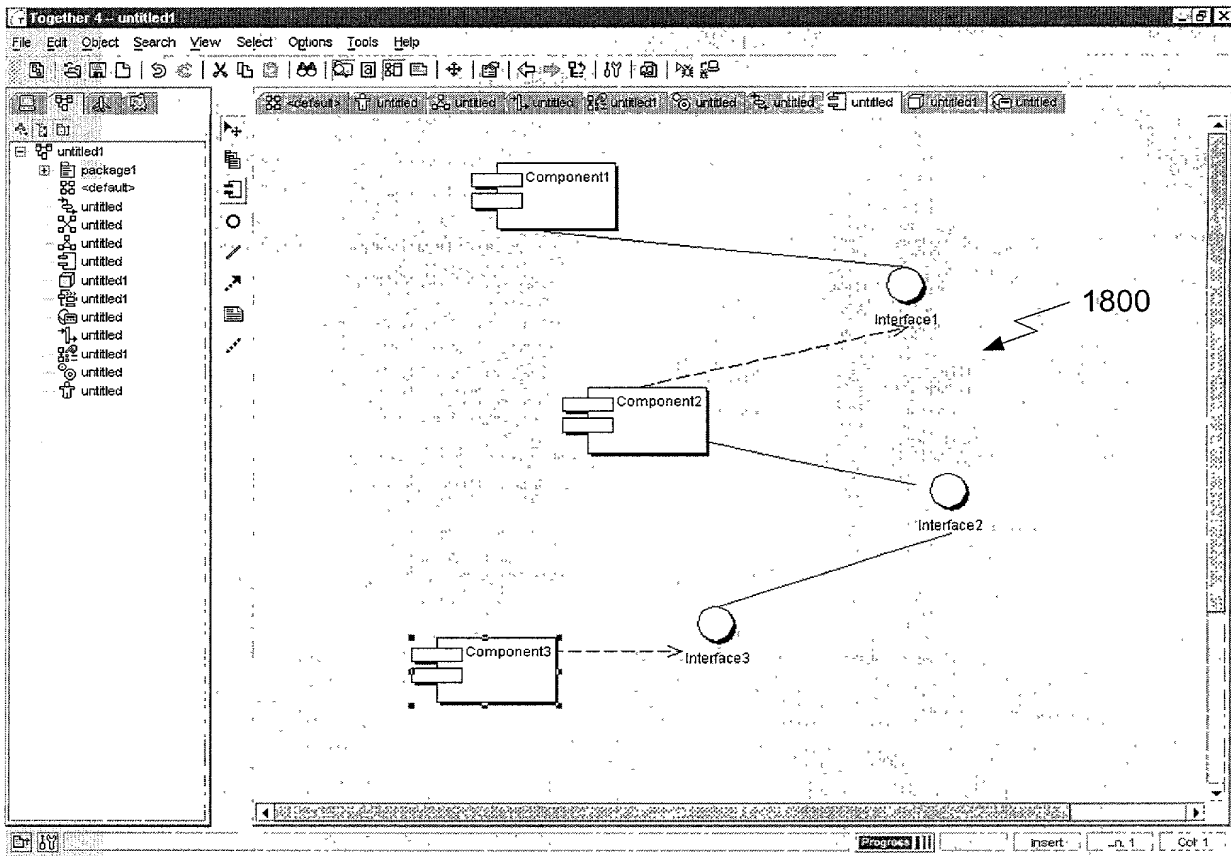 Together 4 -- untitled1
File Edit Object Search View Select Options Tools Help
<default> untitled untitled untitled untitled1 untitled untitled untitled untitled1 untitled
untitled1
package1
<default>
untitled
untitled
untitled
untitled
untitled1
untitled1
untitled
untitled
untitled1
untitled
untitled
Component1
Interface1
1800
Component2
Interface2
Component3
Interface3
Progress Insert Ln. 1 Col 1